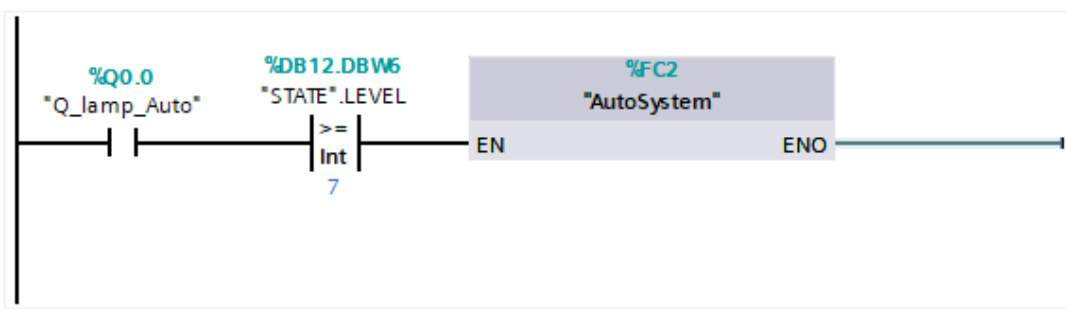 %Q0.0
"Q_lamp_Auto"
%DB12.DBW6
"STATE".LEVEL
>=
Int
7
%FC2
"AutoSystem"
EN
ENO